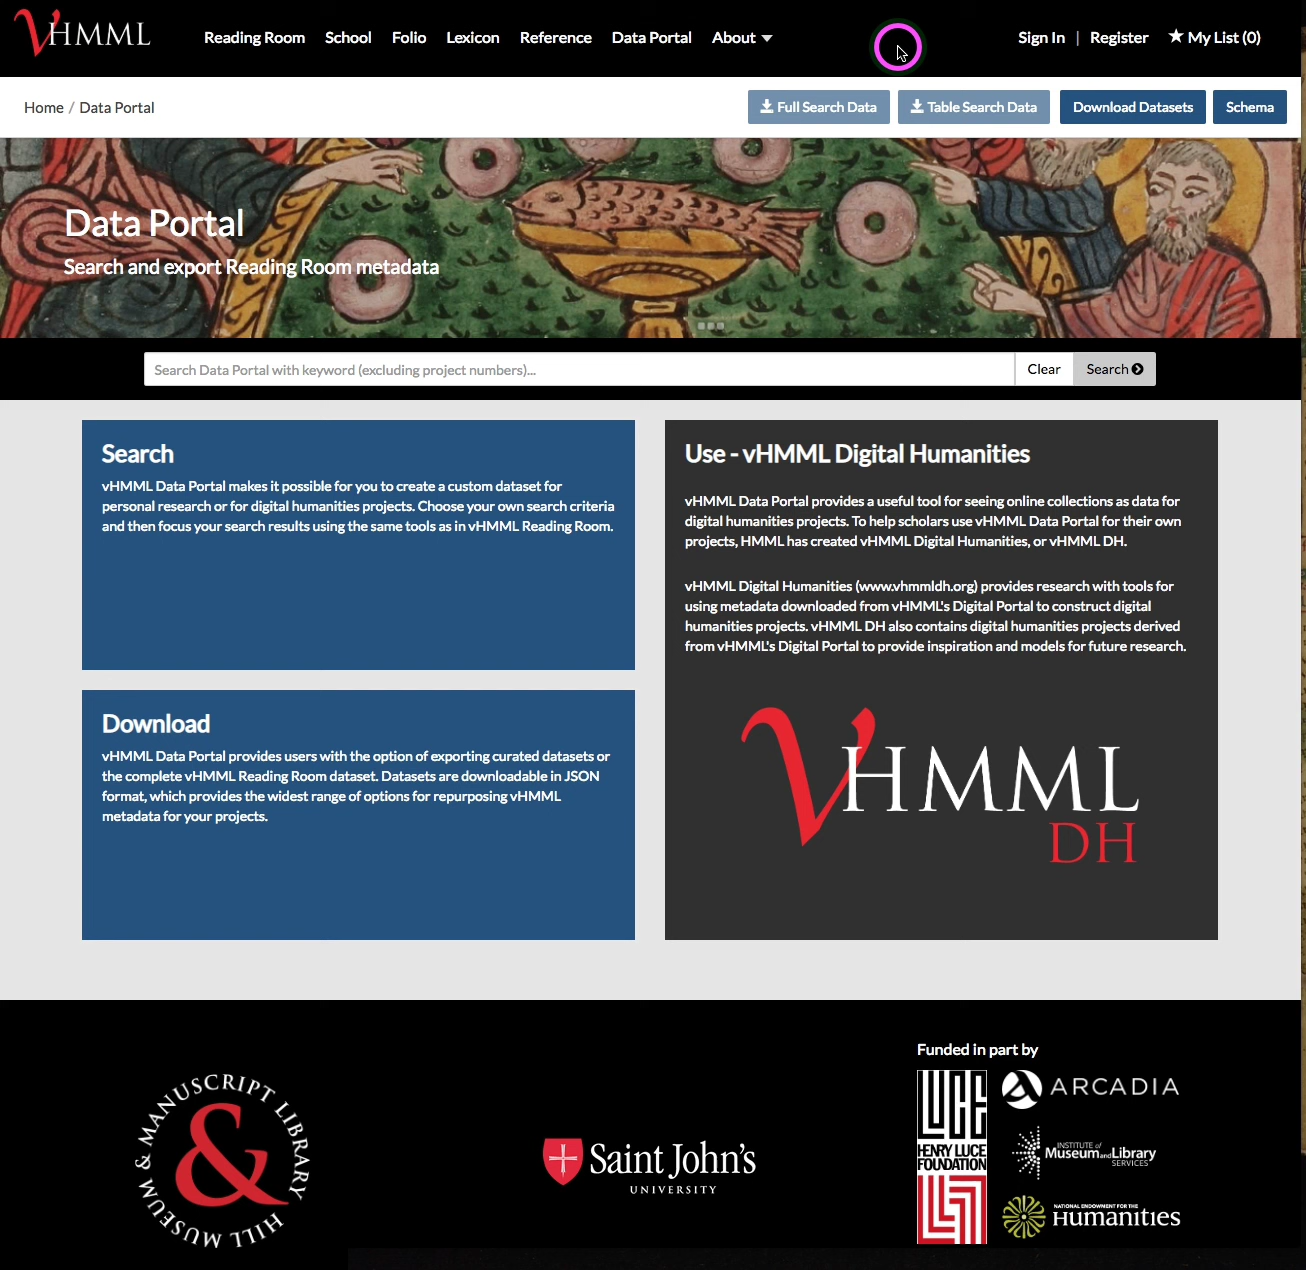 VHMML
Reading Room School Folio Lexicon Reference Data Portal About
Sign In | Register ★ My List (0)
Home / Data Portal
Full Search Data Table Search Data Download Datasets Schema
Data Portal
Search and export Reading Room metadata
Search Data Portal with keyword (excluding project numbers)...
Clear Search
Search
vHMML Data Portal makes it possible for you to create a custom dataset for
personal research or for digital humanities projects. Choose your own search criteria
and then focus your search results using the same tools as in vHMML Reading Room.
Download
vHMML Data Portal provides users with the option of exporting curated datasets or
the complete vHMML Reading Room dataset. Datasets are downloadable in JSON
format, which provides the widest range of options for repurposing vHMML
metadata for your projects.
Use - vHMML Digital Humanities
vHMML Data Portal provides a useful tool for seeing online collections as data for
digital humanities projects. To help scholars use vHMML Data Portal for their own
projects, HMML has created vHMML Digital Humanities, or vHMML DH.
vHMML Digital Humanities (www.vhmmldh.org) provides research with tools for
using metadata downloaded from vHMML's Digital Portal to construct digital
humanities projects. vHMML DH also contains digital humanities projects derived
from vHMML's Digital Portal to provide inspiration and models for future research.
VHMML
DH
HILL MUSEUM & MANUSCRIPT LIBRARY
&
Saint John's
UNIVERSITY
Funded in part by
LUCE
HENRY LUCE
FOUNDATION
ARCADIA
INSTITUTE of
Museum and Library
SERVICES
NATIONAL ENDOWMENT FOR THE
Humanities